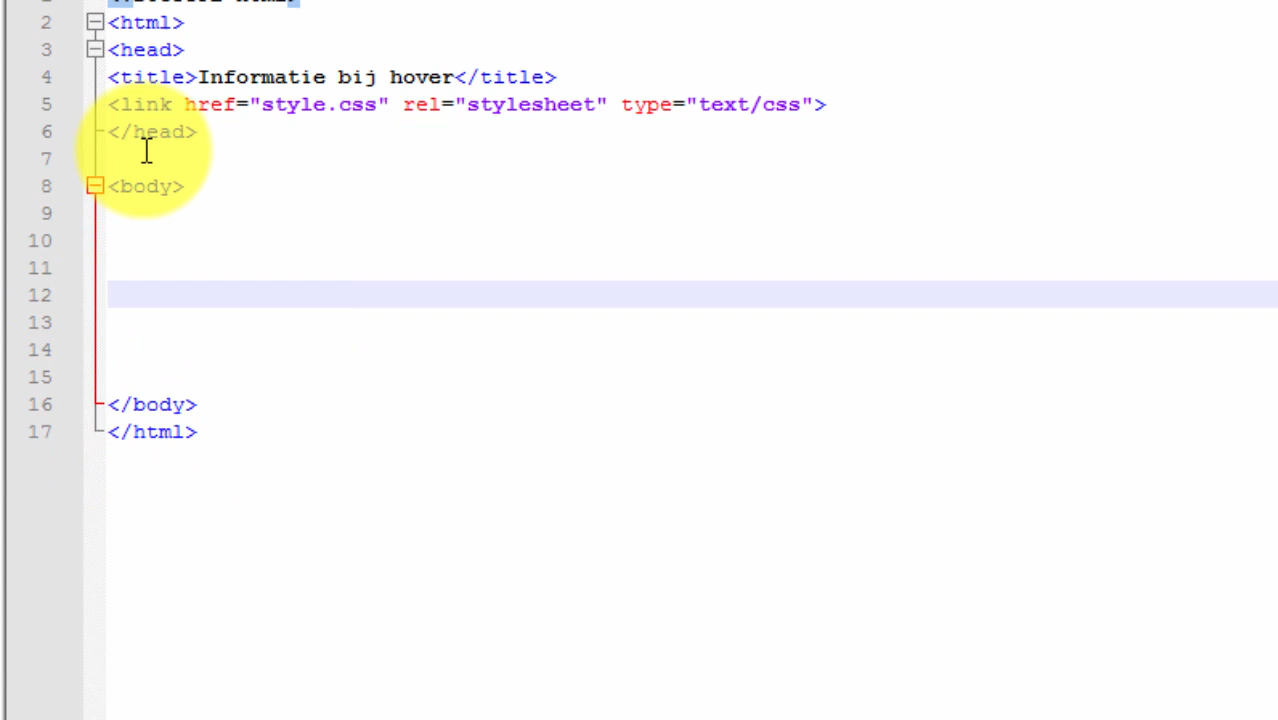 2 <html>
3 <head>
4 <title>Informatie bij hover</title>
5 <link href="style.css" rel="stylesheet" type="text/css">
6 </head>
7
8 <body>
9
10
11
12
13
14
15
16 </body>
17 </html>